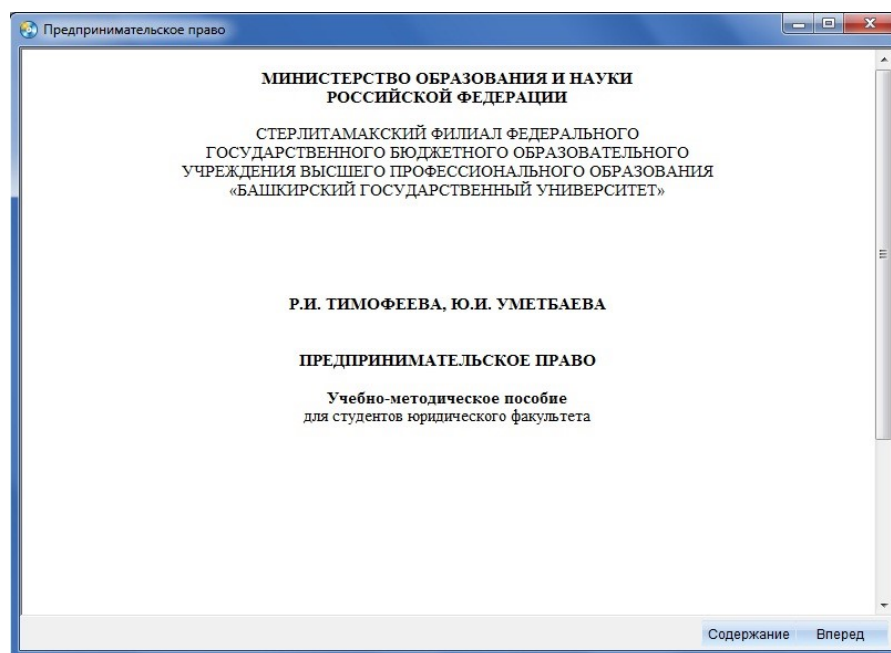 Предпринимательское право
МИНИСТЕРСТВО ОБРАЗОВАНИЯ И НАУКИ
РОССИЙСКОЙ ФЕДЕРАЦИИ
СТЕРЛИТАМАКСКИЙ ФИЛИАЛ ФЕДЕРАЛЬНОГО
ГОСУДАРСТВЕННОГО БЮДЖЕТНОГО ОБРАЗОВАТЕЛЬНОГО
УЧРЕЖДЕНИЯ ВЫСШЕГО ПРОФЕССИОНАЛЬНОГО ОБРАЗОВАНИЯ
«БАШКИРСКИЙ ГОСУДАРСТВЕННЫЙ УНИВЕРСИТЕТ»
Р.И. ТИМОФЕЕВА, Ю.И. УМЕТБАЕВА
ПРЕДПРИНИМАТЕЛЬСКОЕ ПРАВО
Учебно-методическое пособие
для студентов юридического факультета
Содержание Вперед